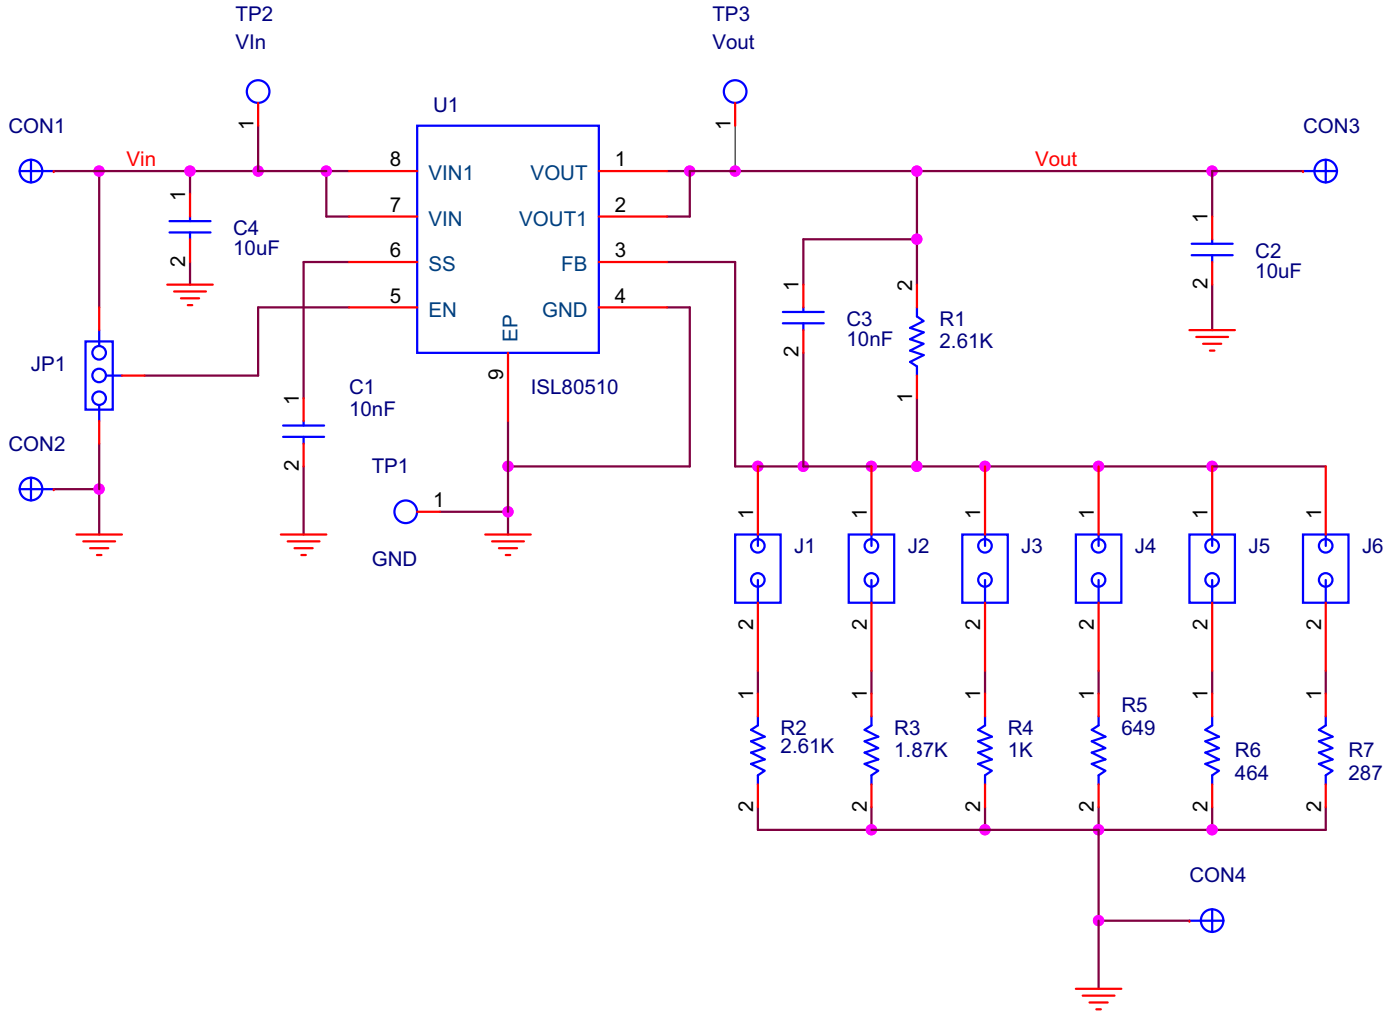 TP2
VIn
TP3
Vout
U1
CON1
CON3
1
1
Vin
Vout
8
VIN1
VOUT
1
7
VIN
VOUT1
2
6
SS
FB
3
5
EN
GND
4
EP
9
ISL80510
1
C4
10uF
2
1
C2
10uF
2
1
C3
10nF
2
2
R1
2.61K
1
JP1
1
C1
10nF
2
CON2
TP1
1
GND
1
J1
1
J2
1
J3
1
J4
1
J5
1
J6
2
2
2
2
2
2
1
R2
2.61K
2
1
R3
1.87K
2
1
R4
1K
2
1
R5
649
2
1
R6
464
2
1
R7
287
2
CON4